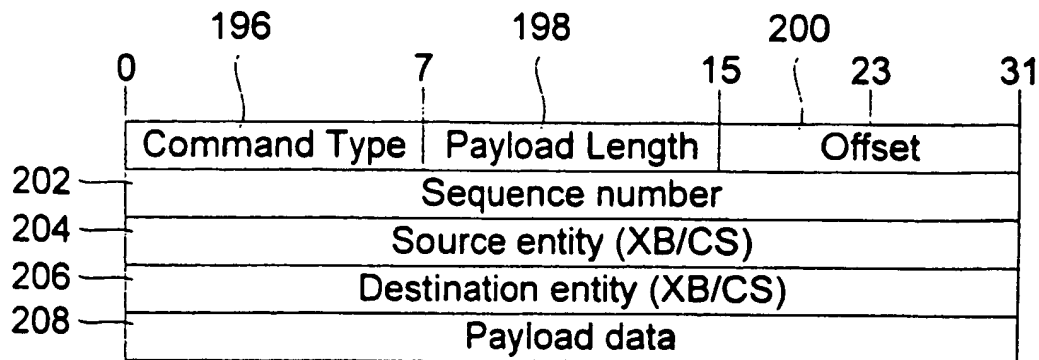 196 198 200
0 7 15 23 31
Command Type Payload Length Offset
202 Sequence number
204 Source entity (XB/CS)
206 Destination entity (XB/CS)
208 Payload data